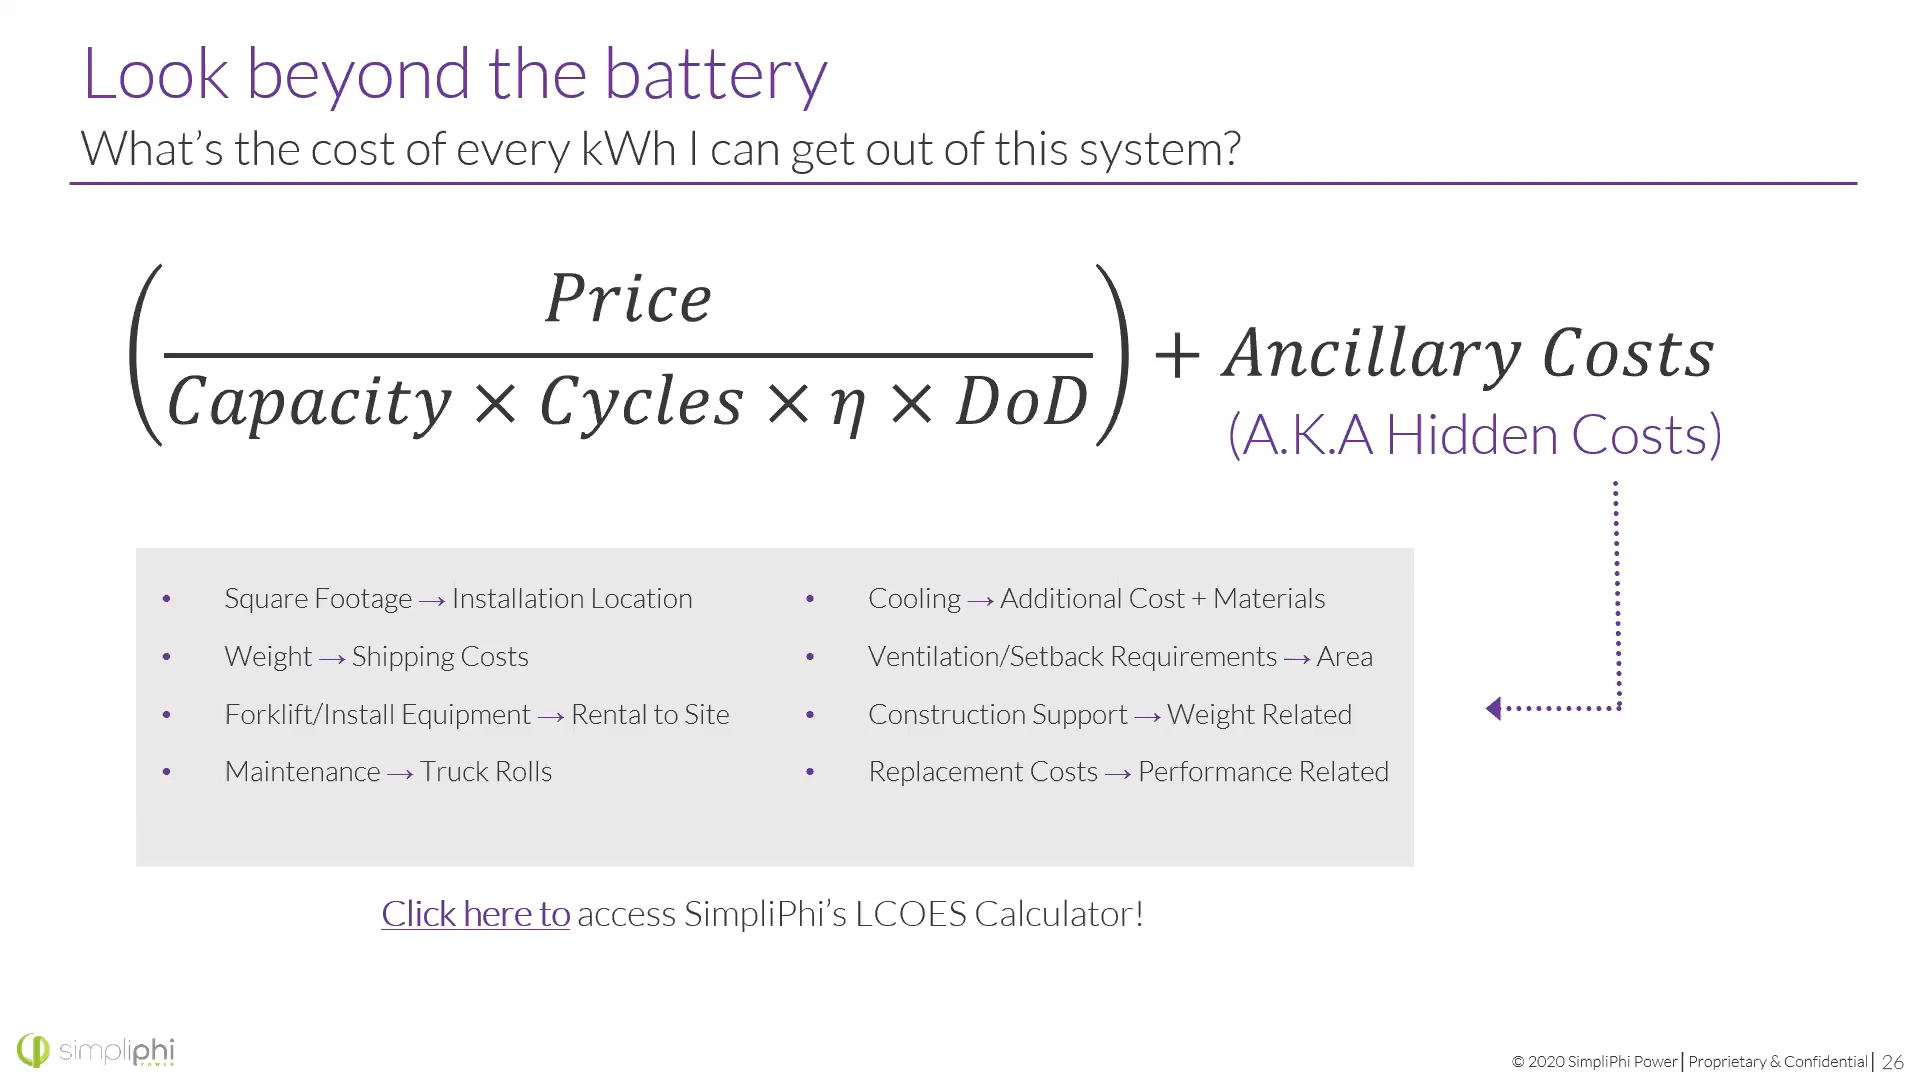 Look beyond the battery
What’s the cost of every kWh I can get out of this system?
(Price / Capacity × Cycles × η × DoD) + Ancillary Costs
(A.K.A Hidden Costs)
• Square Footage → Installation Location
• Weight → Shipping Costs
• Forklift/Install Equipment → Rental to Site
• Maintenance → Truck Rolls
• Cooling → Additional Cost + Materials
• Ventilation/Setback Requirements → Area
• Construction Support → Weight Related
• Replacement Costs → Performance Related
Click here to access SimpliPhi’s LCOES Calculator!
simpliphi
POWER
© 2020 SimpliPhi Power | Proprietary & Confidential | 26